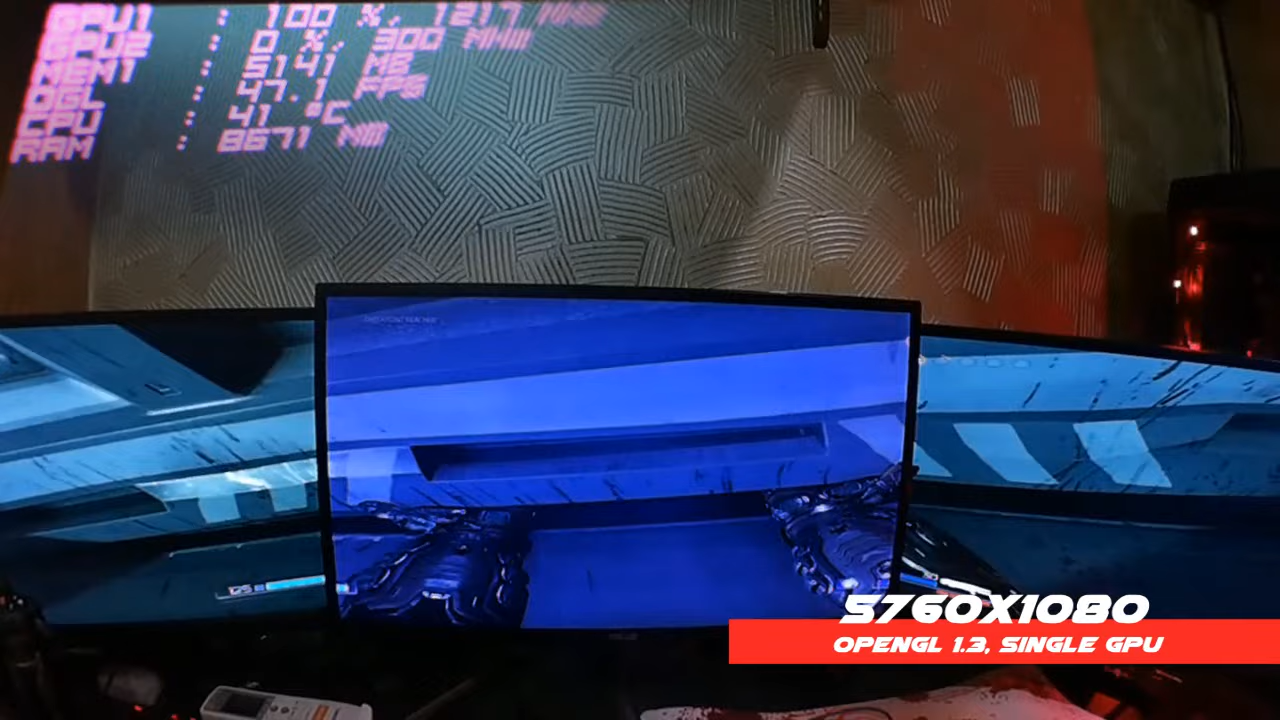 GPU1 : 100 %, 1217 MHz
GPU2 : 0 %, 300 MHz
MEM1 : 5141 MB
OGL : 47.1 FPS
CPU : 41 °C
RAM : 8671 MB
125
5760X1080
OPENGL 1.3, SINGLE GPU